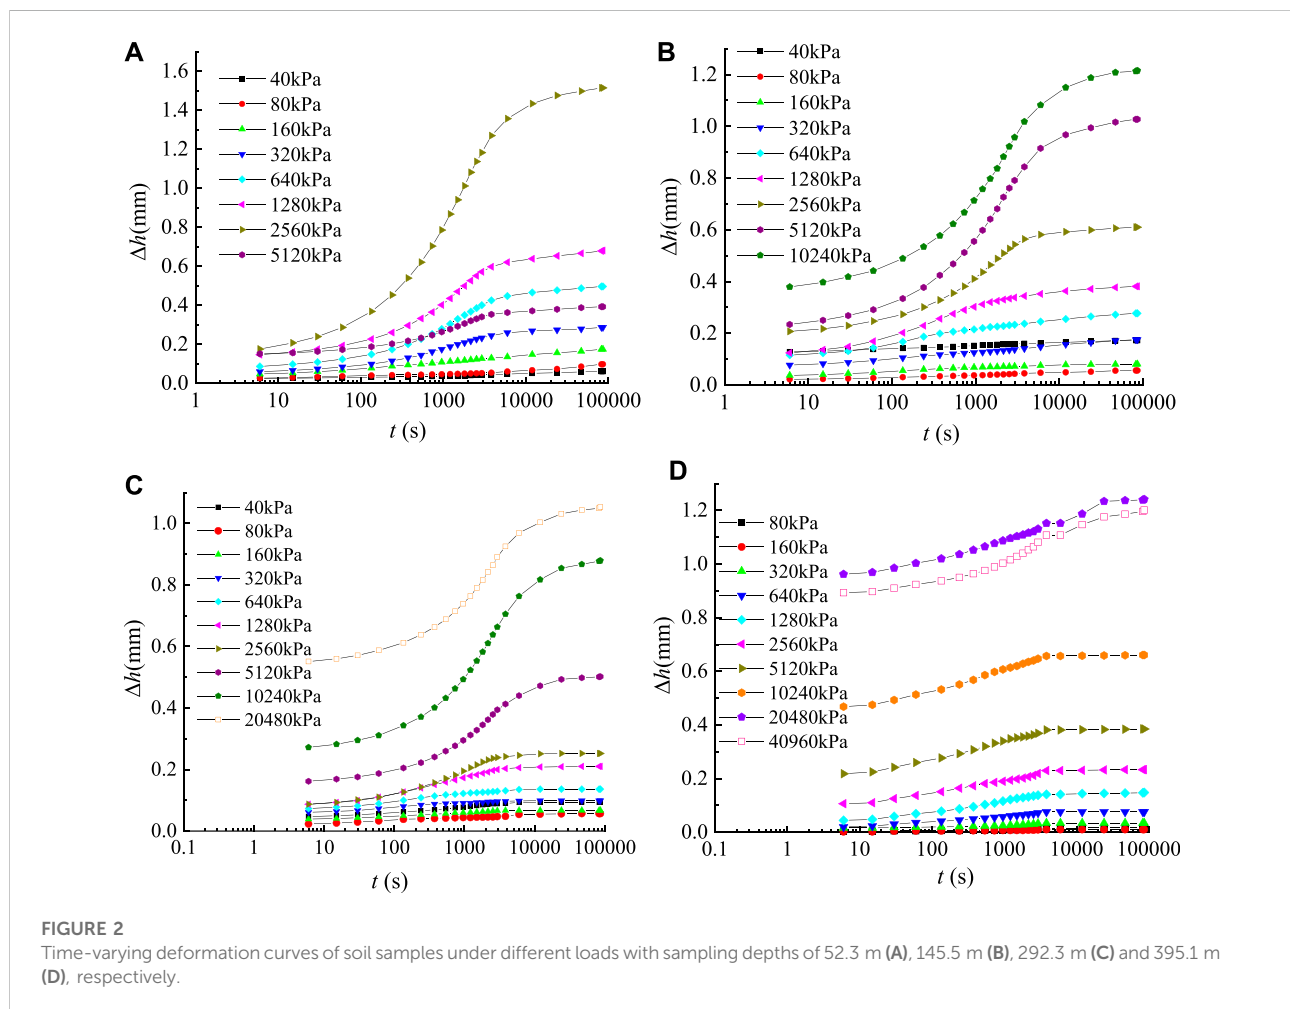 A
1.6
1.4
1.2
1.0
0.8
0.6
0.4
0.2
0.0
Δh(mm)
40kPa
80kPa
160kPa
320kPa
640kPa
1280kPa
2560kPa
5120kPa
1 10 100 1000 10000 100000
t (s)
B
1.2
1.0
0.8
0.6
0.4
0.2
0.0
Δh(mm)
40kPa
80kPa
160kPa
320kPa
640kPa
1280kPa
2560kPa
5120kPa
10240kPa
1 10 100 1000 10000 100000
t (s)
C
1.0
0.8
0.6
0.4
0.2
0.0
Δh(mm)
40kPa
80kPa
160kPa
320kPa
640kPa
1280kPa
2560kPa
5120kPa
10240kPa
20480kPa
0.1 1 10 100 1000 10000 100000
t (s)
D
1.2
1.0
0.8
0.6
0.4
0.2
0.0
Δh(mm)
80kPa
160kPa
320kPa
640kPa
1280kPa
2560kPa
5120kPa
10240kPa
20480kPa
40960kPa
0.1 1 10 100 1000 10000 100000
t (s)
FIGURE 2
Time-varying deformation curves of soil samples under different loads with sampling depths of 52.3 m (A), 145.5 m (B), 292.3 m (C) and 395.1 m
(D), respectively.